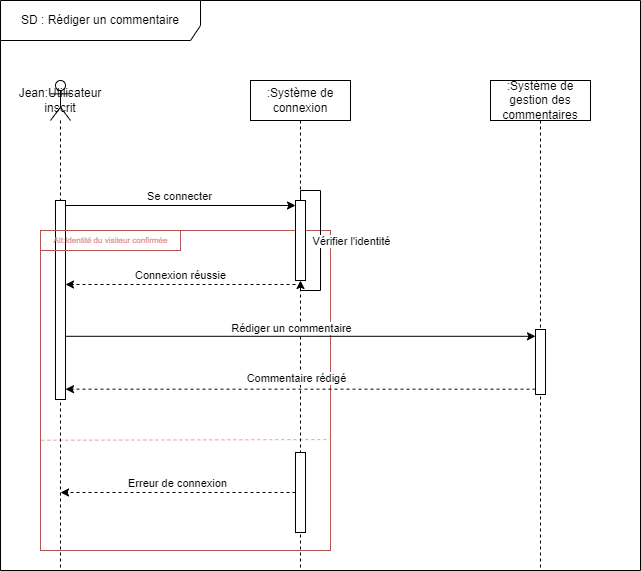 SD : Rédiger un commentaire
Jean:Utilisateur
inscrit
:Système de
connexion
:Système de
gestion des
commentaires
Se connecter
Alt:Identité du visiteur confirmée
Vérifier l'identité
Connexion réussie
Rédiger un commentaire
Commentaire rédigé
Erreur de connexion